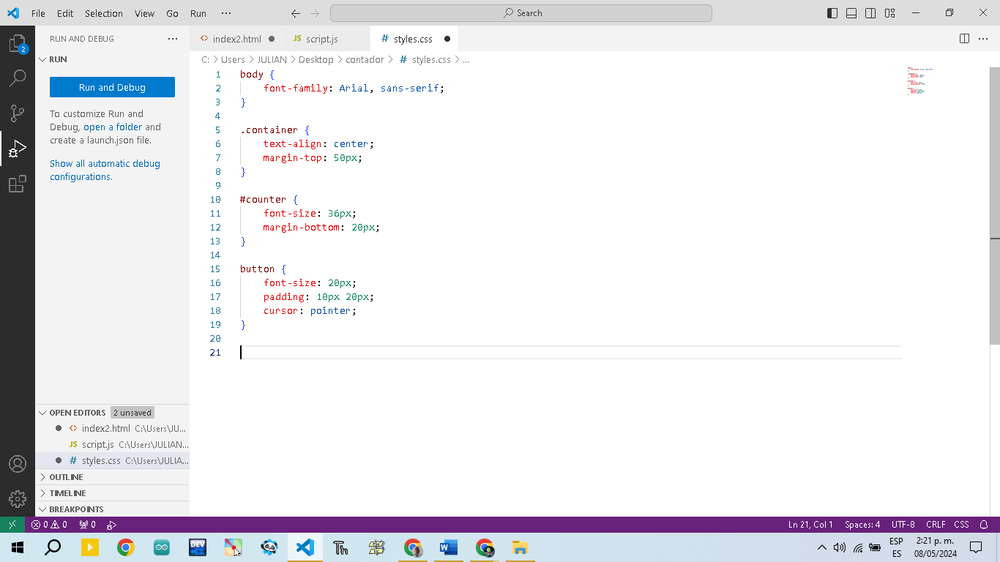 File Edit Selection View Go Run ··· Search
RUN AND DEBUG ···
RUN
Run and Debug
To customize Run and
Debug, open a folder and
create a launch.json file.
Show all automatic debug
configurations.
2
OPEN EDITORS 2 unsaved
<> index2.html C:\Users\JU...
JS script.js C:\Users\JULIAN...
# styles.css C:\Users\JULIA...
OUTLINE
TIMELINE
BREAKPOINTS
<> index2.html JS script.js # styles.css ···
C: > Users > JULIAN > Desktop > contador > # styles.css > ...
1 body {
2 font-family: Arial, sans-serif;
3 }
4
5 .container {
6 text-align: center;
7 margin-top: 50px;
8 }
9
10 #counter {
11 font-size: 36px;
12 margin-bottom: 20px;
13 }
14
15 button {
16 font-size: 20px;
17 padding: 10px 20px;
18 cursor: pointer;
19 }
20
21
0 0 0 Ln 21, Col 1 Spaces: 4 UTF-8 CRLF CSS
DEV
Th
W
ESP
ES
2:21 p. m.
08/05/2024